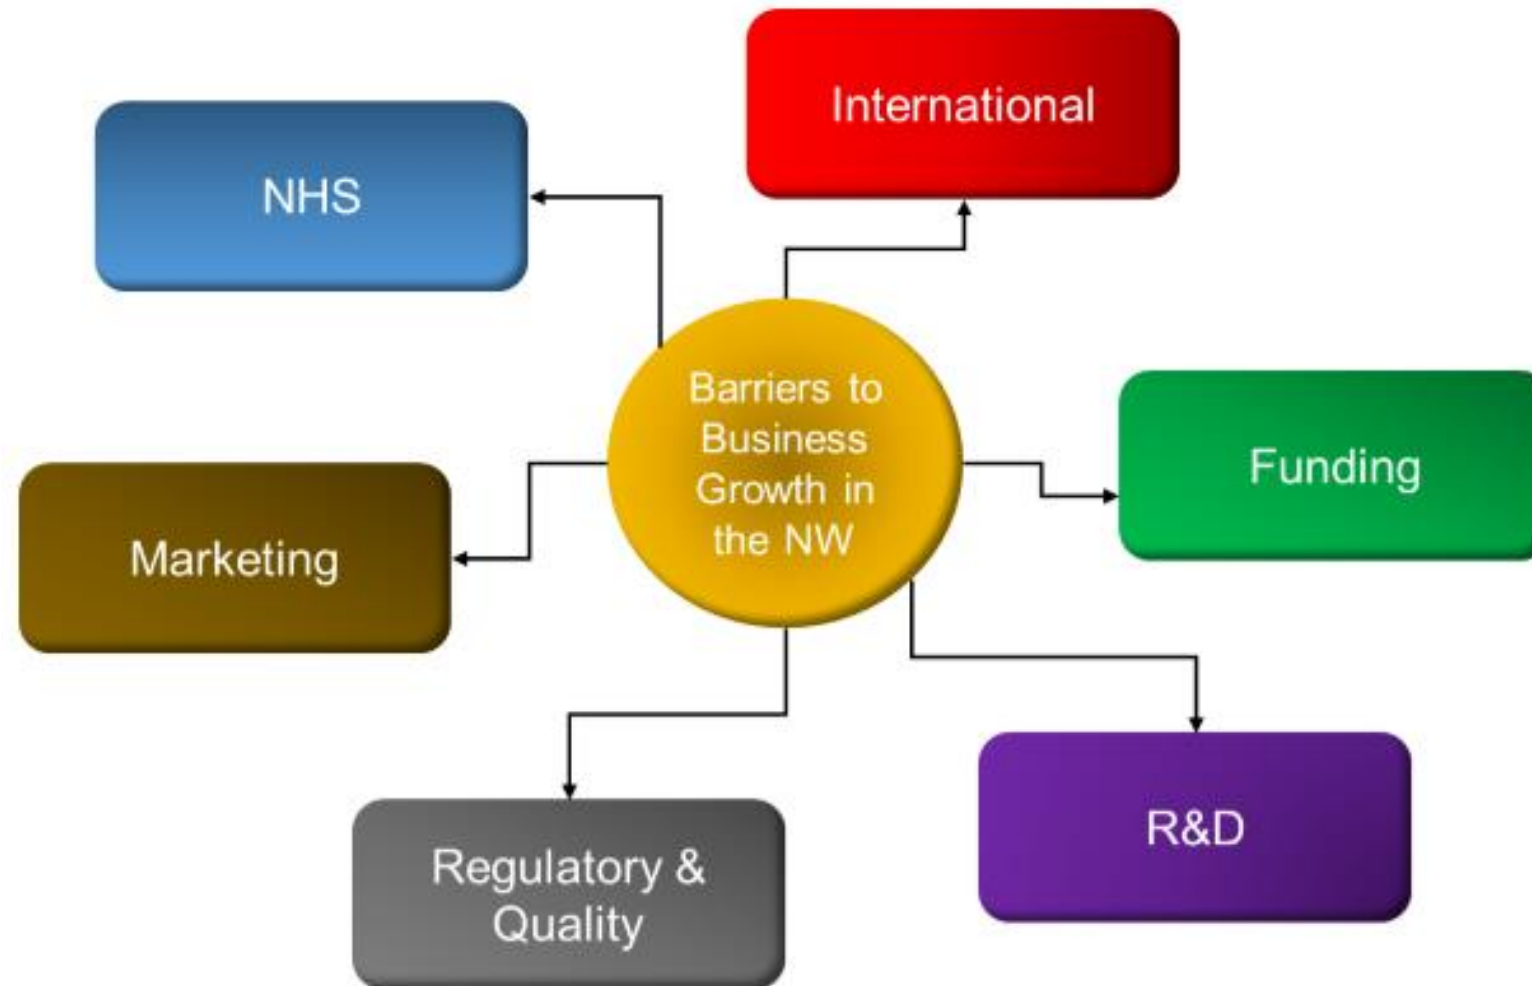 International
NHS
Barriers to
Business
Growth in
the NW
Funding
Marketing
R&D
Regulatory &
Quality